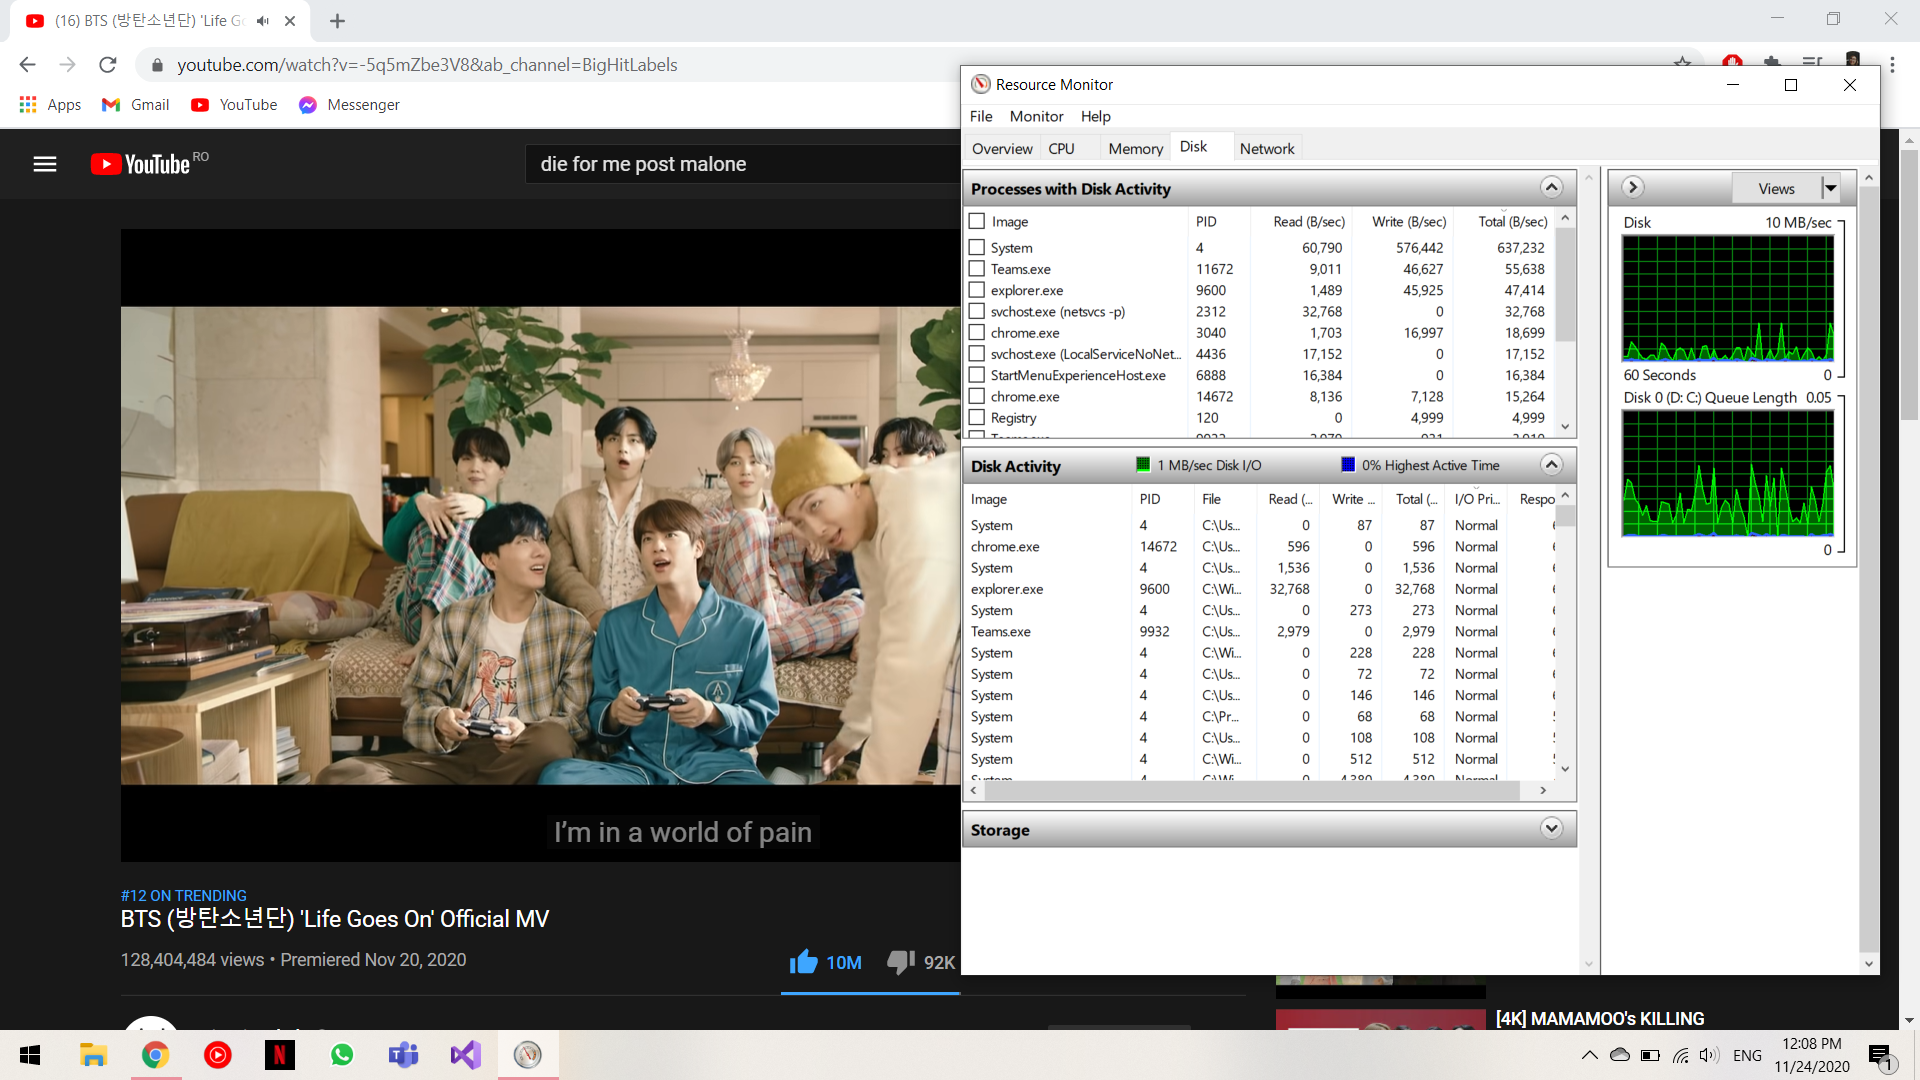 (16) BTS (방탄소년단) 'Life G
youtube.com/watch?v=-5q5mZbe3V8&ab_channel=BigHitLabels
Apps Gmail YouTube Messenger
YouTube RO
die for me post malone
I'm in a world of pain
#12 ON TRENDING
BTS (방탄소년단) 'Life Goes On' Official MV
128,404,484 views • Premiered Nov 20, 2020
10M 92K
Resource Monitor
File Monitor Help
Overview CPU Memory Disk Network
Processes with Disk Activity
Image PID Read (B/sec) Write (B/sec) Total (B/sec)
System 4 60,790 576,442 637,232
Teams.exe 11672 9,011 46,627 55,638
explorer.exe 9600 1,489 45,925 47,414
svchost.exe (netsvcs -p) 2312 32,768 0 32,768
chrome.exe 3040 1,703 16,997 18,699
svchost.exe (LocalServiceNoNet... 4436 17,152 0 17,152
StartMenuExperienceHost.exe 6888 16,384 0 16,384
chrome.exe 14672 8,136 7,128 15,264
Registry 120 0 4,999 4,999
Disk Activity 1 MB/sec Disk I/O 0% Highest Active Time
Image PID File Read (... Write ... Total (... I/O Pri... Respo
System 4 C:\Us... 0 87 87 Normal
chrome.exe 14672 C:\Us... 596 0 596 Normal
System 4 C:\Us... 1,536 0 1,536 Normal
explorer.exe 9600 C:\Wi... 32,768 0 32,768 Normal
System 4 C:\Us... 0 273 273 Normal
Teams.exe 9932 C:\Us... 2,979 0 2,979 Normal
System 4 C:\Wi... 0 228 228 Normal
System 4 C:\Us... 0 72 72 Normal
System 4 C:\Us... 0 146 146 Normal
System 4 C:\Pr... 0 68 68 Normal
System 4 C:\Us... 0 108 108 Normal
System 4 C:\Wi... 0 512 512 Normal
Storage
Views
Disk 10 MB/sec
60 Seconds 0
Disk 0 (D: C:) Queue Length 0.05
0
[4K] MAMAMOO's KILLING
ENG
12:08 PM
11/24/2020
1